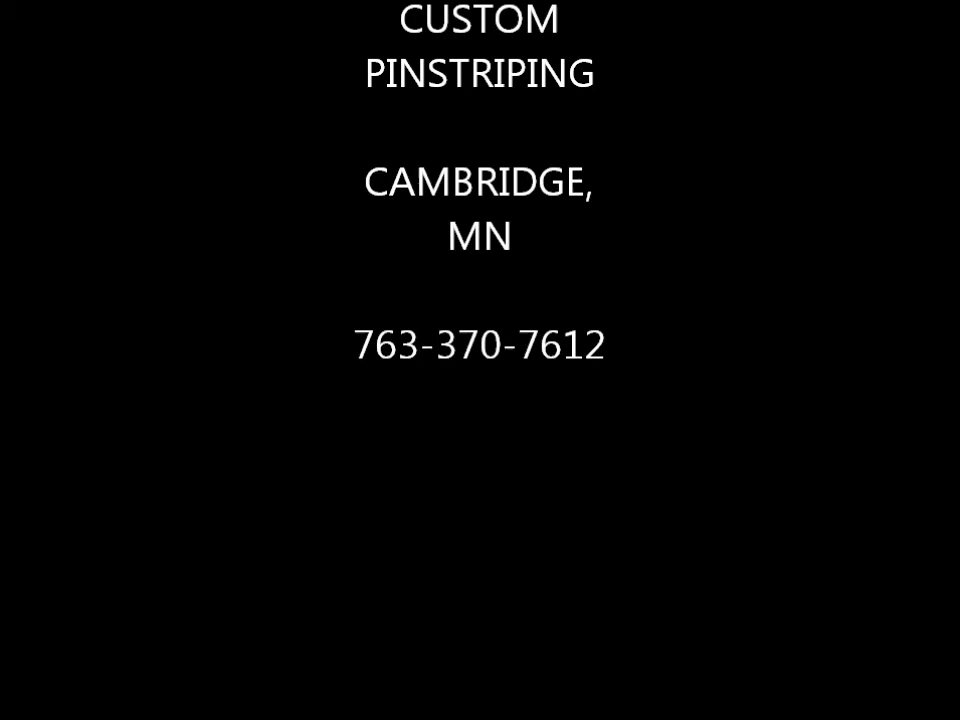 CUSTOM
PINSTRIPING
CAMBRIDGE,
MN
763-370-7612